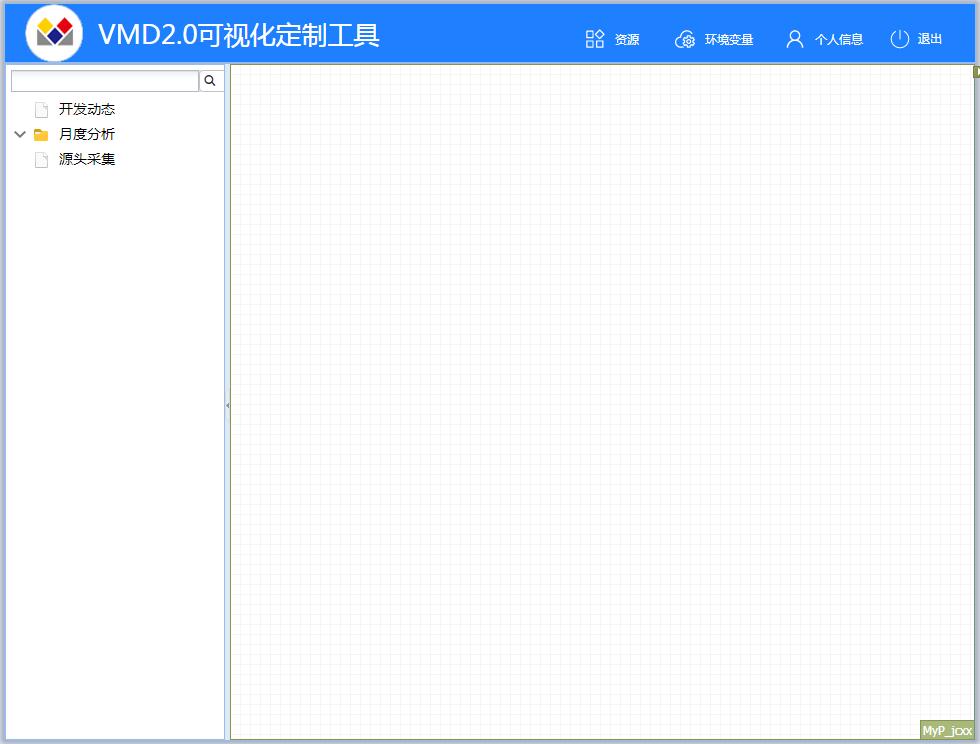 VMD2.0可视化定制工具
资源 环境变量 个人信息 退出
开发动态
月度分析
源头采集
MyP_jcxx